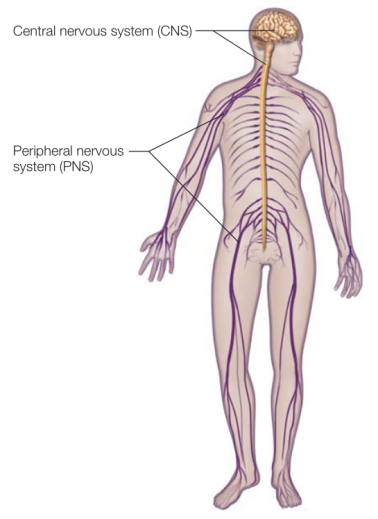 Central nervous system (CNS)
Peripheral nervous
system (PNS)